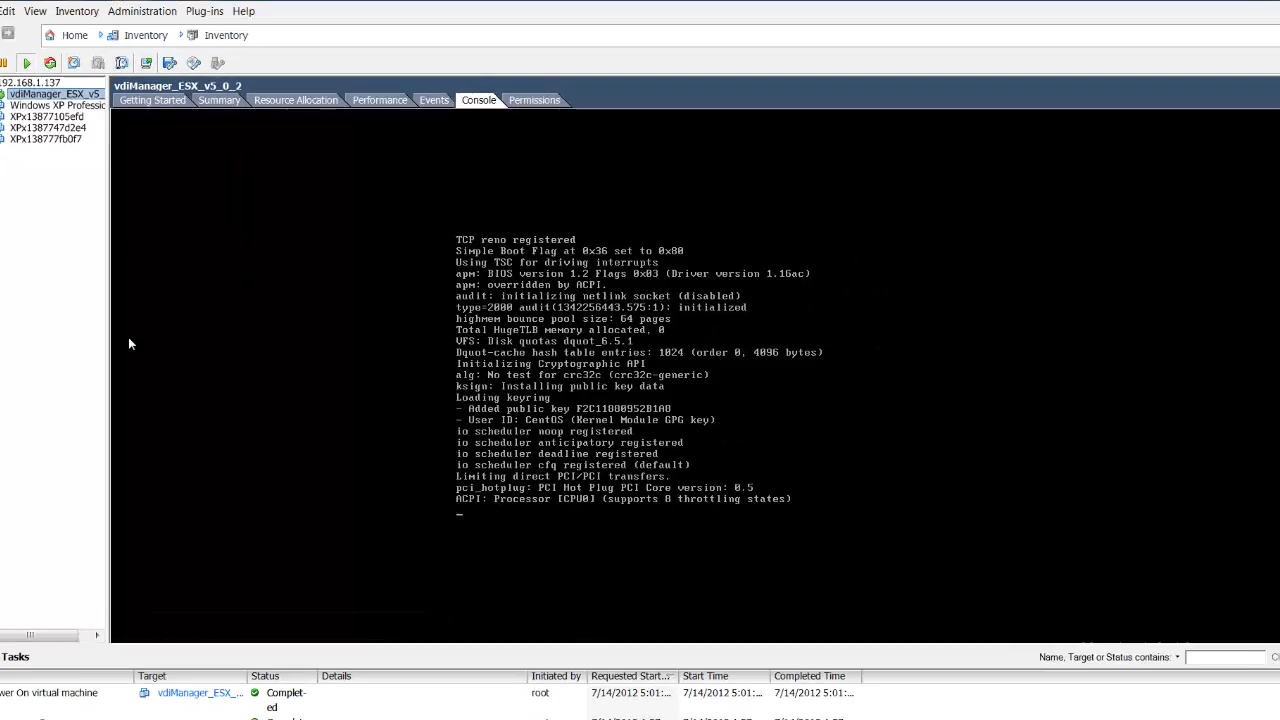 Edit View Inventory Administration Plug-ins Help
Home Inventory Inventory
192.168.1.137
vdiManager_ESX_v5_
Windows XP Professic
XPx13877105efd
XPx1387747d2e4
XPx138777fb0f7
vdiManager_ESX_v5_0_2
Getting Started Summary Resource Allocation Performance Events Console Permissions
TCP reno registered
Simple Boot Flag at 0x36 set to 0x80
Using TSC for driving interrupts
apm: BIOS version 1.2 Flags 0x03 (Driver version 1.16ac)
apm: overridden by ACPI.
audit: initializing netlink socket (disabled)
type=2000 audit(1342256443.575:1): initialized
highmem bounce pool size: 64 pages
Total HugeTLB memory allocated, 0
VFS: Disk quotas dquot_6.5.1
Dquot-cache hash table entries: 1024 (order 0, 4096 bytes)
Initializing Cryptographic API
alg: No test for crc32c (crc32c-generic)
ksign: Installing public key data
Loading keyring
- Added public key F2C11880952B1A8
- User ID: CentOS (Kernel Module GPG key)
io scheduler noop registered
io scheduler anticipatory registered
io scheduler deadline registered
io scheduler cfq registered (default)
Limiting direct PCI/PCI transfers.
pci_hotplug: PCI Hot Plug PCI Core version: 0.5
ACPI: Processor [CPU0] (supports 8 throttling states)
_
Tasks
Name, Target or Status contains:
Target Status Details Initiated by Requested Start... Start Time Completed Time
wer On virtual machine vdiManager_ES... Complet- root 7/14/2012 5:01:... 7/14/2012 5:01:... 7/14/2012 5:01:...
ed